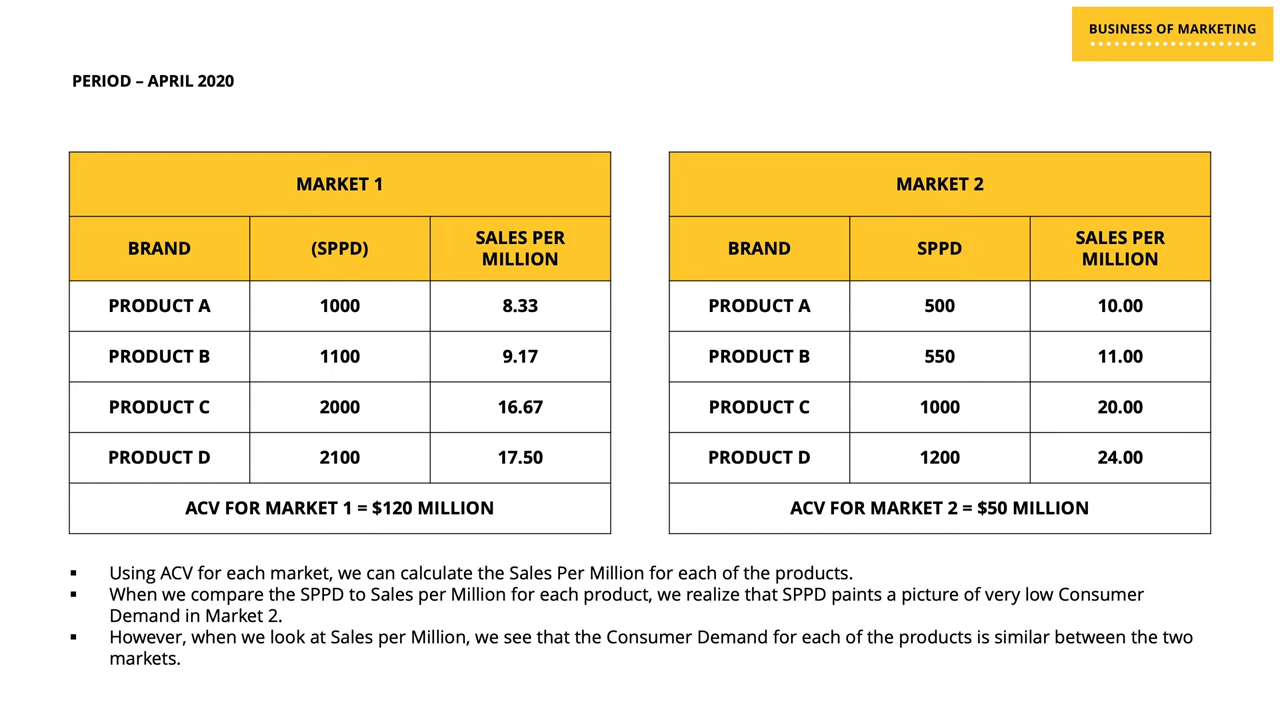 BUSINESS OF MARKETING
PERIOD – APRIL 2020
MARKET 1
BRAND (SPPD) SALES PER MILLION
PRODUCT A 1000 8.33
PRODUCT B 1100 9.17
PRODUCT C 2000 16.67
PRODUCT D 2100 17.50
ACV FOR MARKET 1 = $120 MILLION
MARKET 2
BRAND SPPD SALES PER MILLION
PRODUCT A 500 10.00
PRODUCT B 550 11.00
PRODUCT C 1000 20.00
PRODUCT D 1200 24.00
ACV FOR MARKET 2 = $50 MILLION
▪ Using ACV for each market, we can calculate the Sales Per Million for each of the products.
▪ When we compare the SPPD to Sales per Million for each product, we realize that SPPD paints a picture of very low Consumer
Demand in Market 2.
▪ However, when we look at Sales per Million, we see that the Consumer Demand for each of the products is similar between the two
markets.